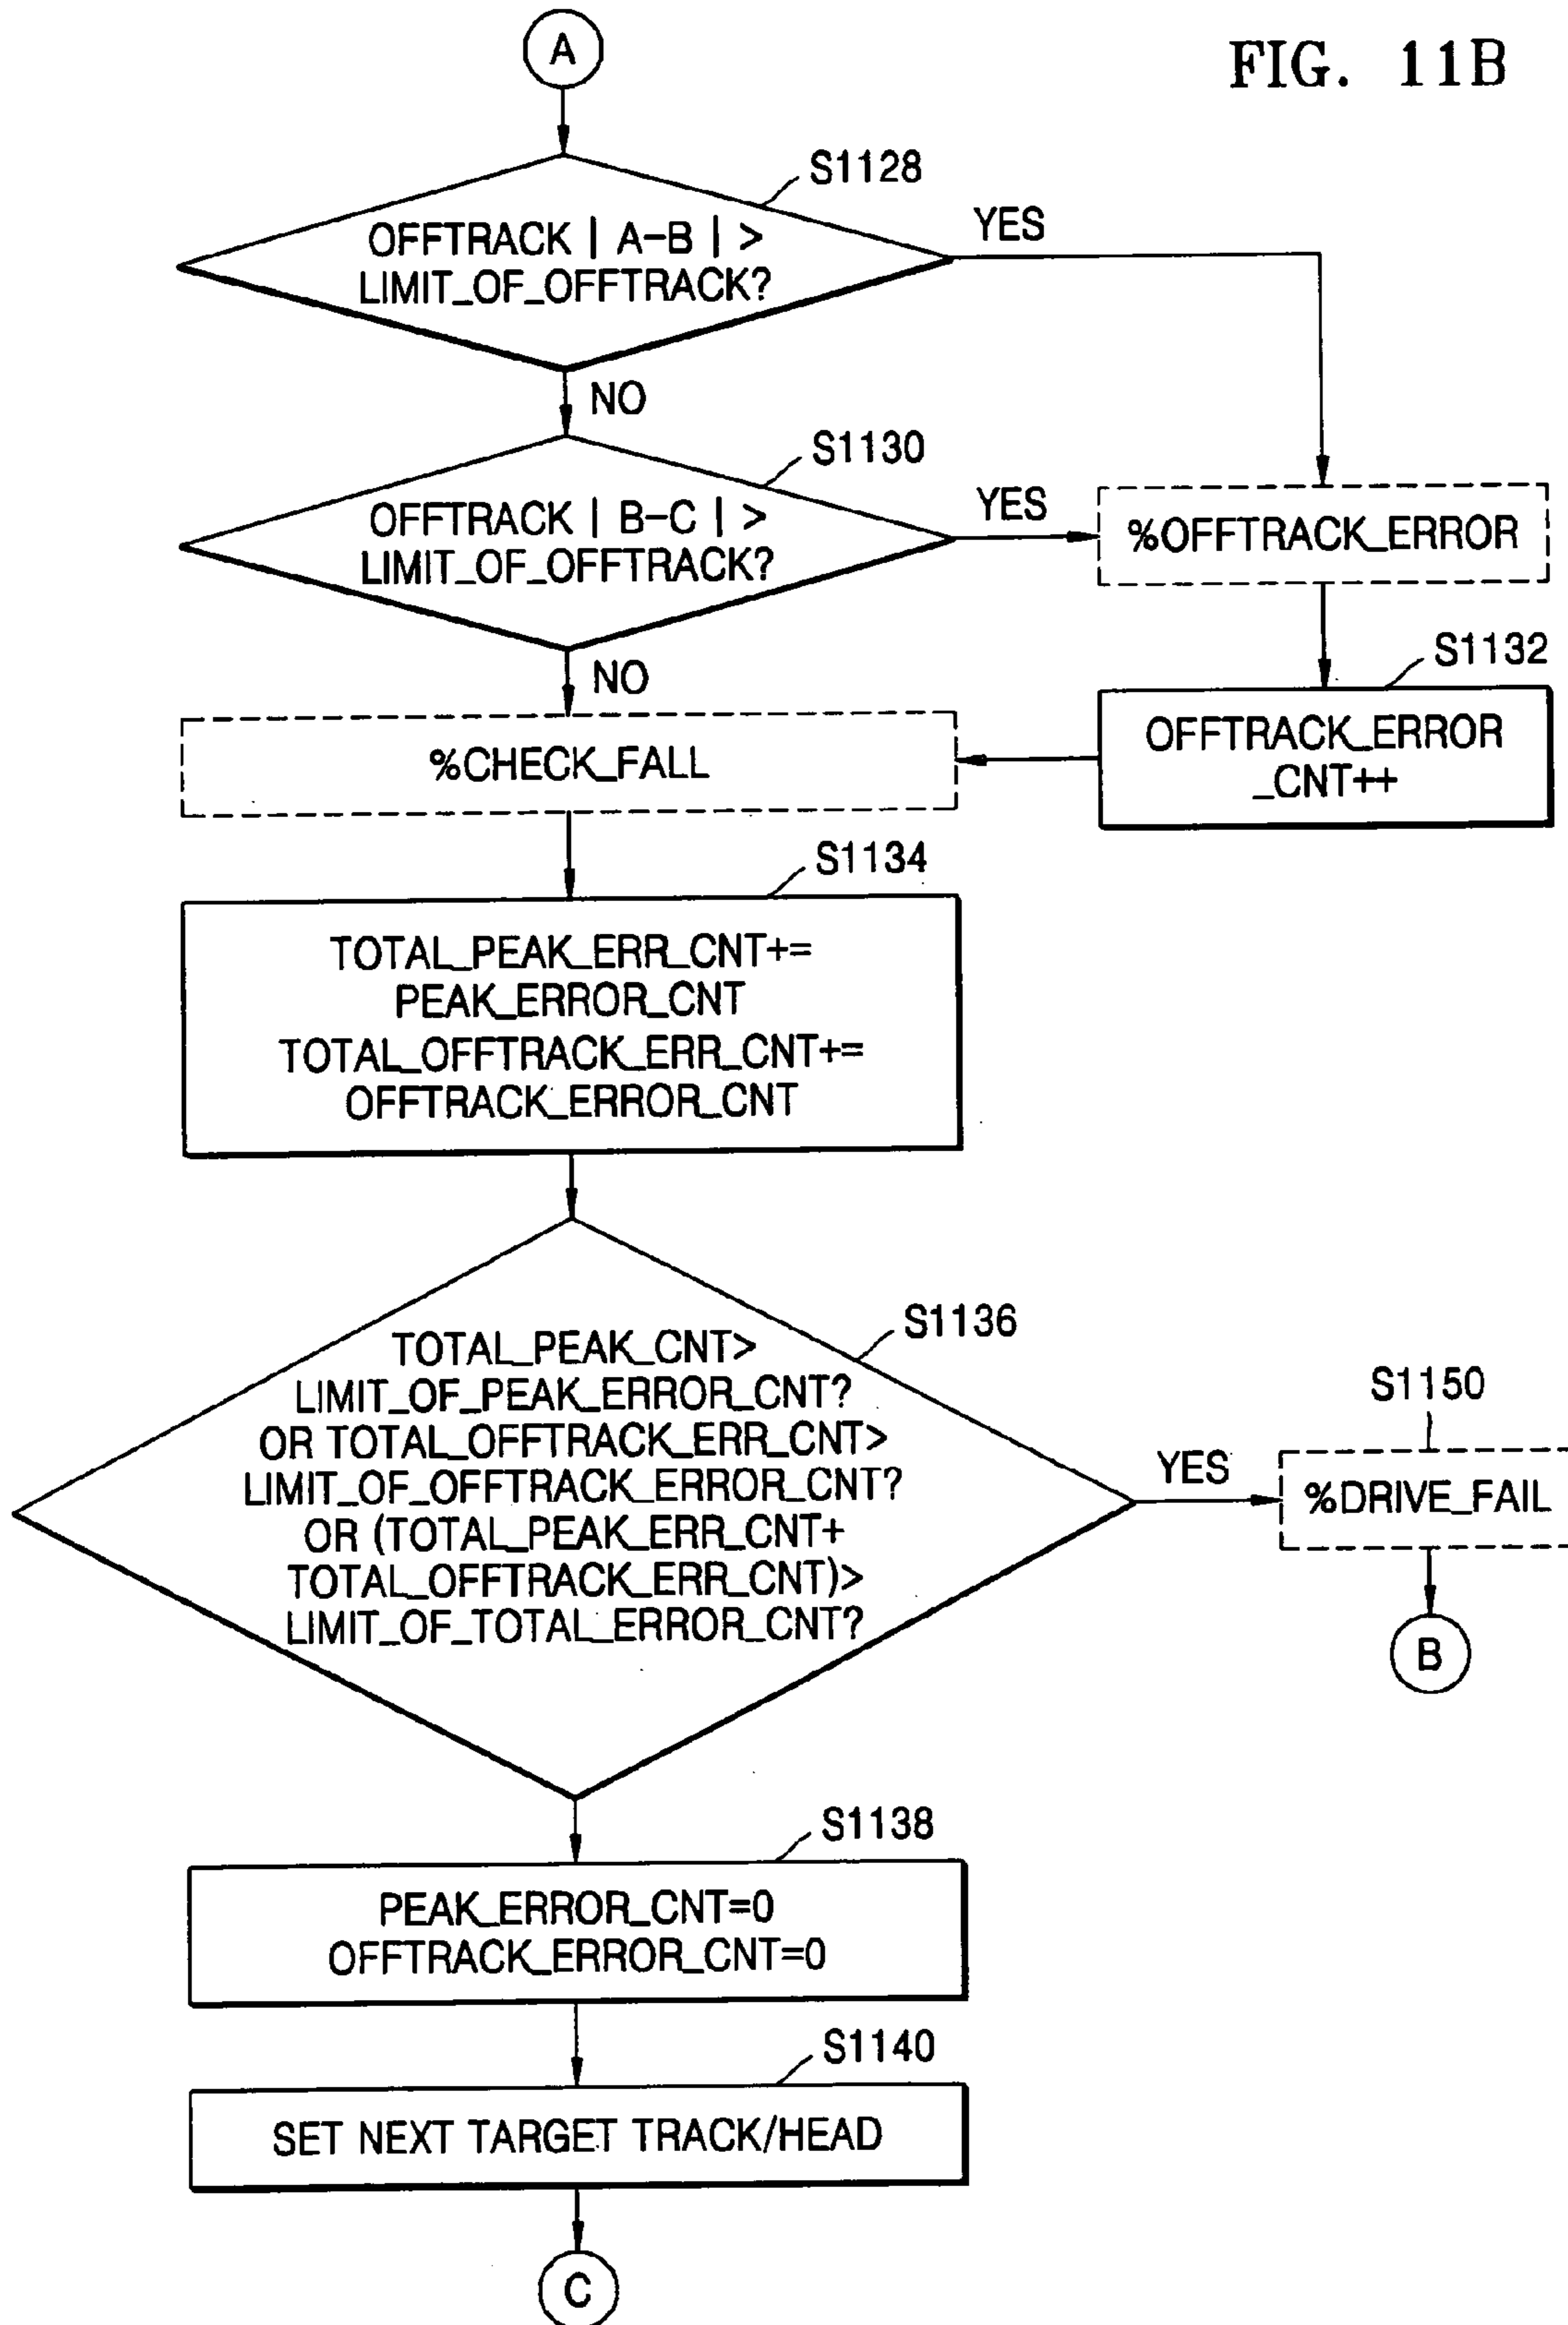 A
FIG. 11B
S1128
OFFTRACK | A-B | >
LIMIT_OF_OFFTRACK?
YES
NO
S1130
OFFTRACK | B-C | >
LIMIT_OF_OFFTRACK?
YES
%OFFTRACK_ERROR
NO
S1132
OFFTRACK_ERROR
_CNT++
%CHECK_FALL
S1134
TOTAL_PEAK_ERR_CNT+=
PEAK_ERROR_CNT
TOTAL_OFFTRACK_ERR_CNT+=
OFFTRACK_ERROR_CNT
S1136
TOTAL_PEAK_CNT>
LIMIT_OF_PEAK_ERROR_CNT?
OR TOTAL_OFFTRACK_ERR_CNT>
LIMIT_OF_OFFTRACK_ERROR_CNT?
OR (TOTAL_PEAK_ERR_CNT+
TOTAL_OFFTRACK_ERR_CNT)>
LIMIT_OF_TOTAL_ERROR_CNT?
YES
S1150
%DRIVE_FAIL
B
S1138
PEAK_ERROR_CNT=0
OFFTRACK_ERROR_CNT=0
S1140
SET NEXT TARGET TRACK/HEAD
C